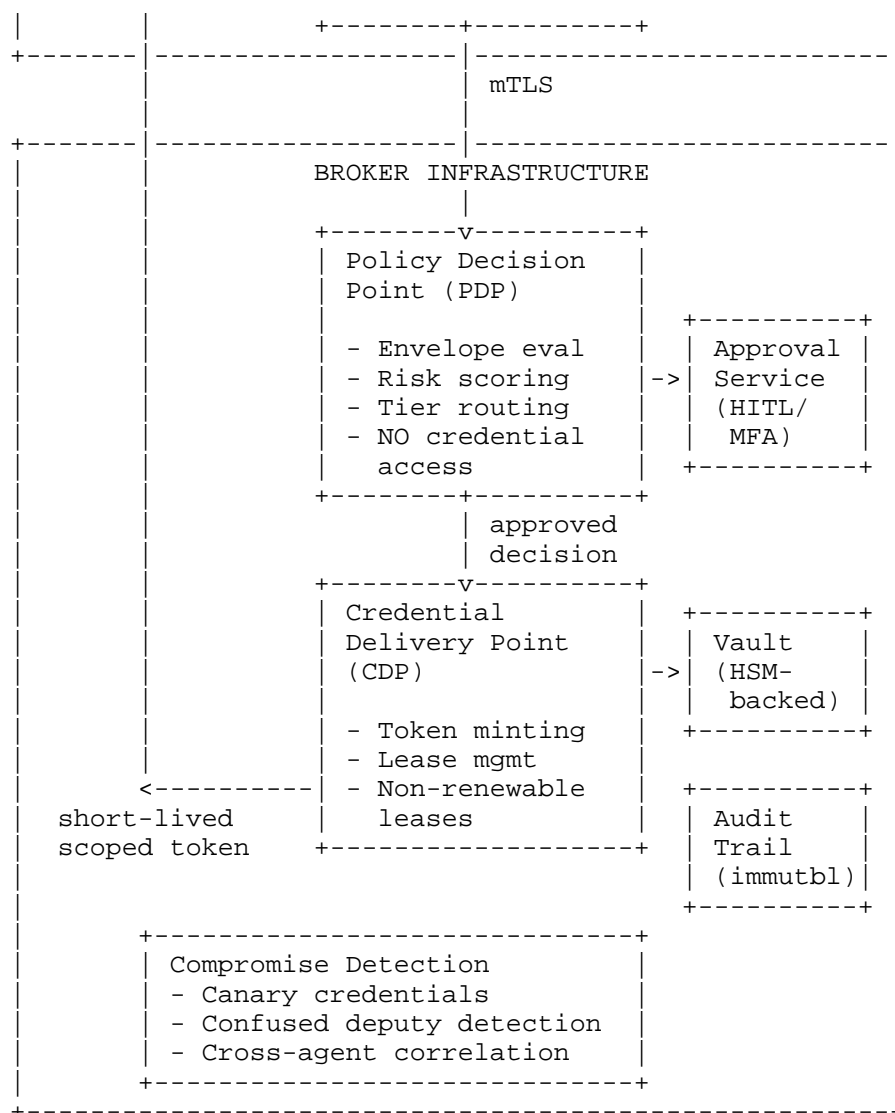 mTLS
BROKER INFRASTRUCTURE
Policy Decision
Point (PDP)
- Envelope eval
- Risk scoring
- Tier routing
- NO credential
access
Approval
Service
(HITL/
MFA)
approved
decision
Credential
Delivery Point
(CDP)
- Token minting
- Lease mgmt
- Non-renewable
leases
Vault
(HSM-
backed)
short-lived
scoped token
Audit
Trail
(immutbl)
Compromise Detection
- Canary credentials
- Confused deputy detection
- Cross-agent correlation